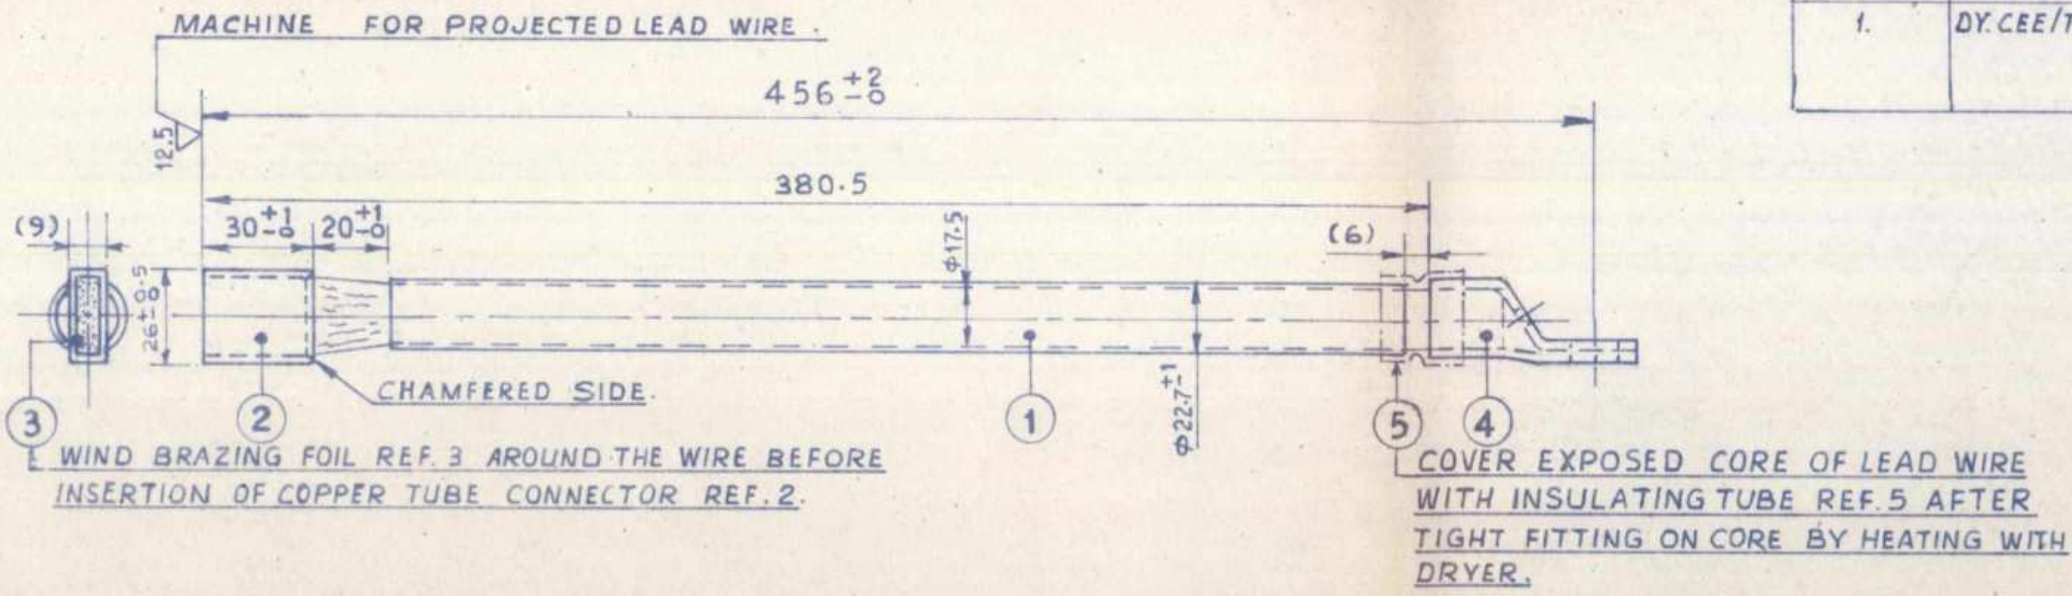 MACHINE FOR PROJECTED LEAD WIRE.
1. DY.CEE/T
456 +2 -0
12.5
380.5
(9)
30 +1 -0
20 +1 -0
φ17.5
(6)
26 +0.5 -0
φ22.7 ±1
CHAMFERED SIDE.
3
2
1
5
4
WIND BRAZING FOIL REF. 3 AROUND THE WIRE BEFORE
INSERTION OF COPPER TUBE CONNECTOR REF. 2.
COVER EXPOSED CORE OF LEAD WIRE
WITH INSULATING TUBE REF. 5 AFTER
TIGHT FITTING ON CORE BY HEATING WITH
DRYER.